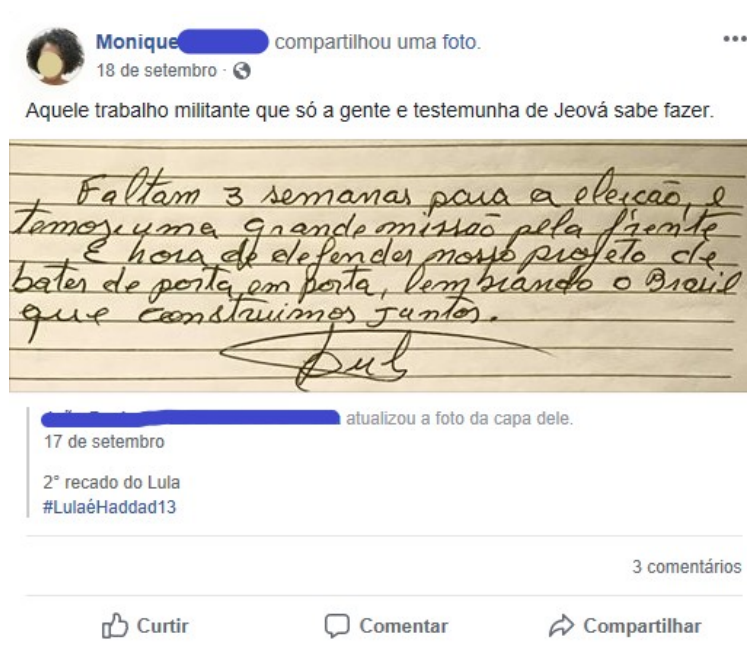 Monique compartilhou uma foto.
18 de setembro ·
Aquele trabalho militante que só a gente e testemunha de Jeová sabe fazer.
Faltam 3 semanas para a eleição, e
temos uma grande missão pela frente
É hora de defender nosso projeto de
bater de porta em porta, lembrando o Brasil
que construimos juntos.
Lula
atualizou a foto da capa dele.
17 de setembro
2° recado do Lula
#LulaéHaddad13
3 comentários
Curtir Comentar Compartilhar